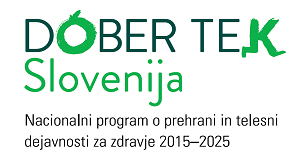 DOBER TEK
Slovenija
Nacionalni program o prehrani in telesni
dejavnosti za zdravje 2015–2025